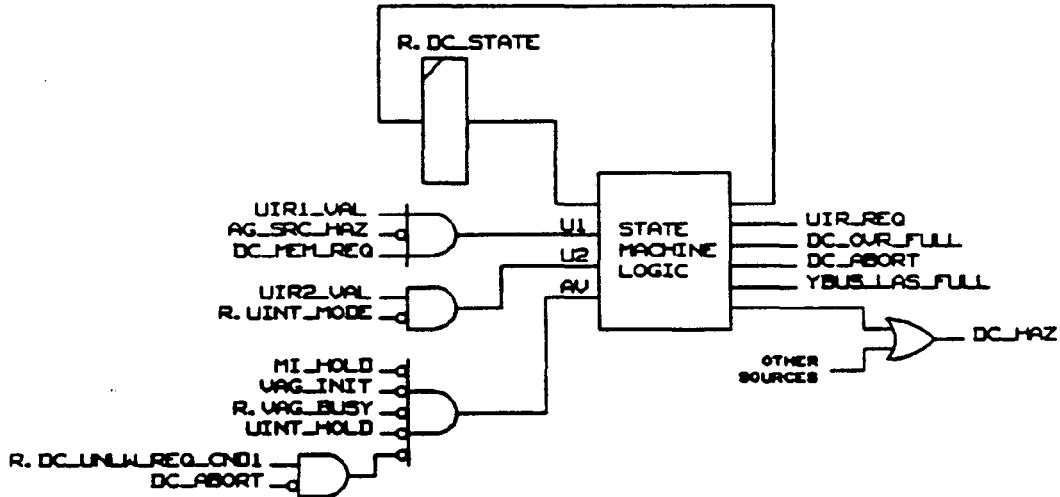 R.DC_STATE
UIR1_VAL
AG_SRC_HAZ
DC_MEM_REQ
U1
UIR2_VAL
R.UINT_MODE
U2
AV
STATE
MACHINE
LOGIC
UIR_REQ
DC_OVR_FULL
DC_ABORT
YBUS_LAS_FULL
DC_HAZ
OTHER
SOURCES
MI_HOLD
VAG_INIT
R.VAG_BUSY
UINT_HOLD
R.DC_UNLW_REQ_CND1
DC_ABORT